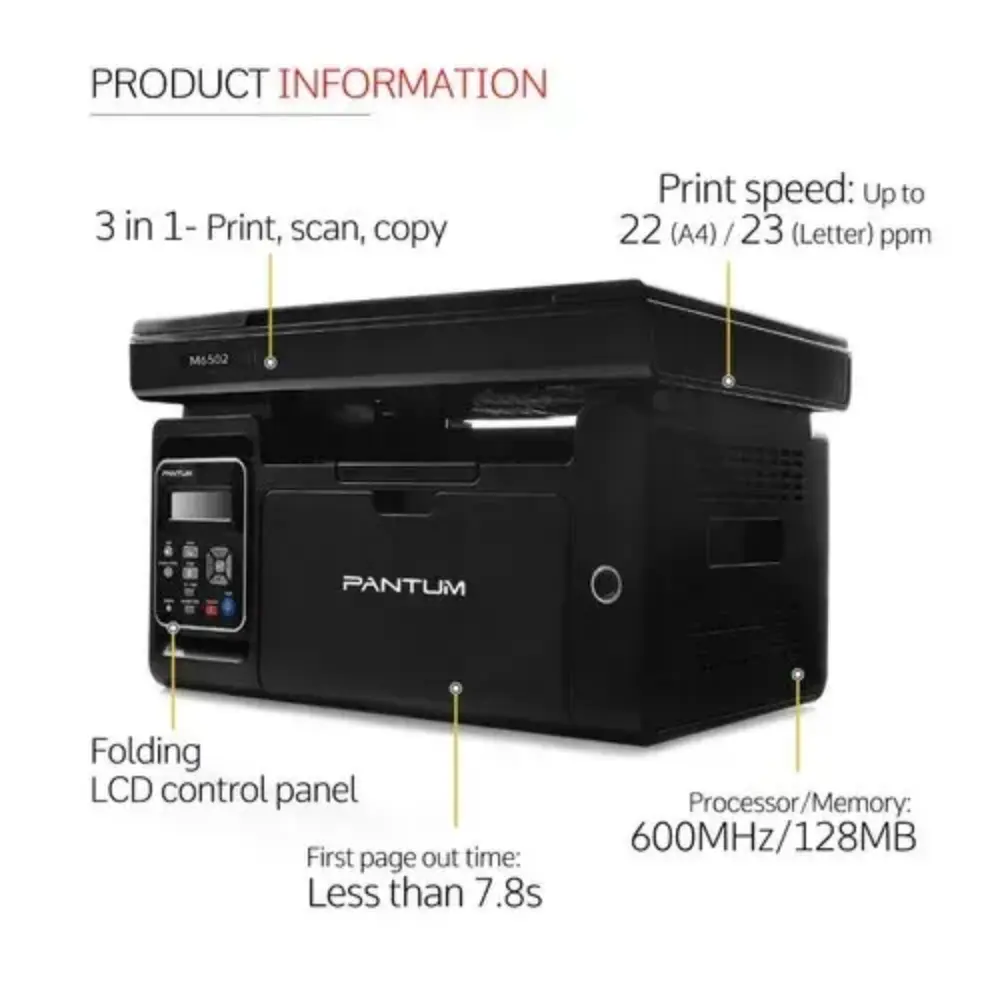 PRODUCT INFORMATION
3 in 1- Print, scan, copy
Print speed: Up to
22 (A4) / 23 (Letter) ppm
M6502
PANTUM
PANTUM
Folding
LCD control panel
Processor/Memory:
600MHz/128MB
First page out time:
Less than 7.8s